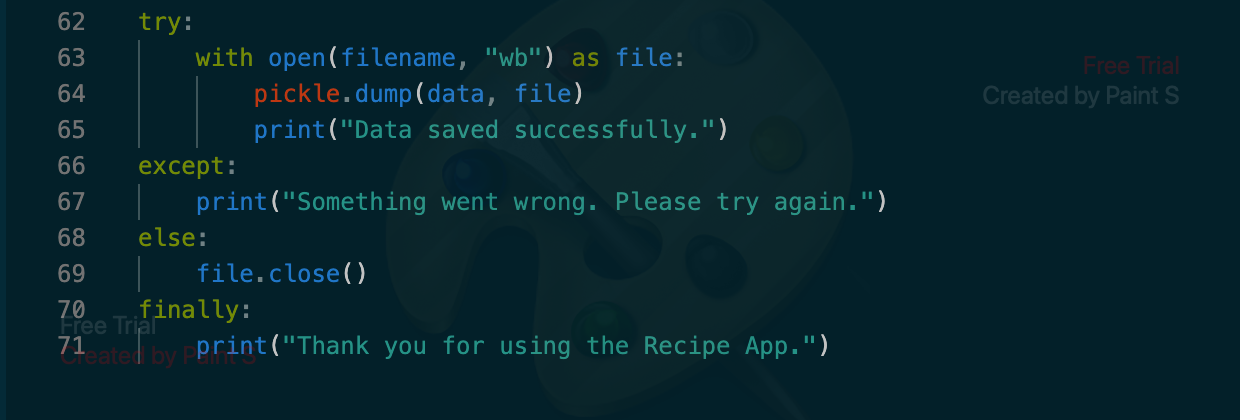 62 try:
63 with open(filename, "wb") as file:
Free Trial
64 pickle.dump(data, file)
Created by Paint S
65 print("Data saved successfully.")
66 except:
67 print("Something went wrong. Please try again.")
68 else:
69 file.close()
70 finally:
Free Trial
71 print("Thank you for using the Recipe App.")
Created by Paint S